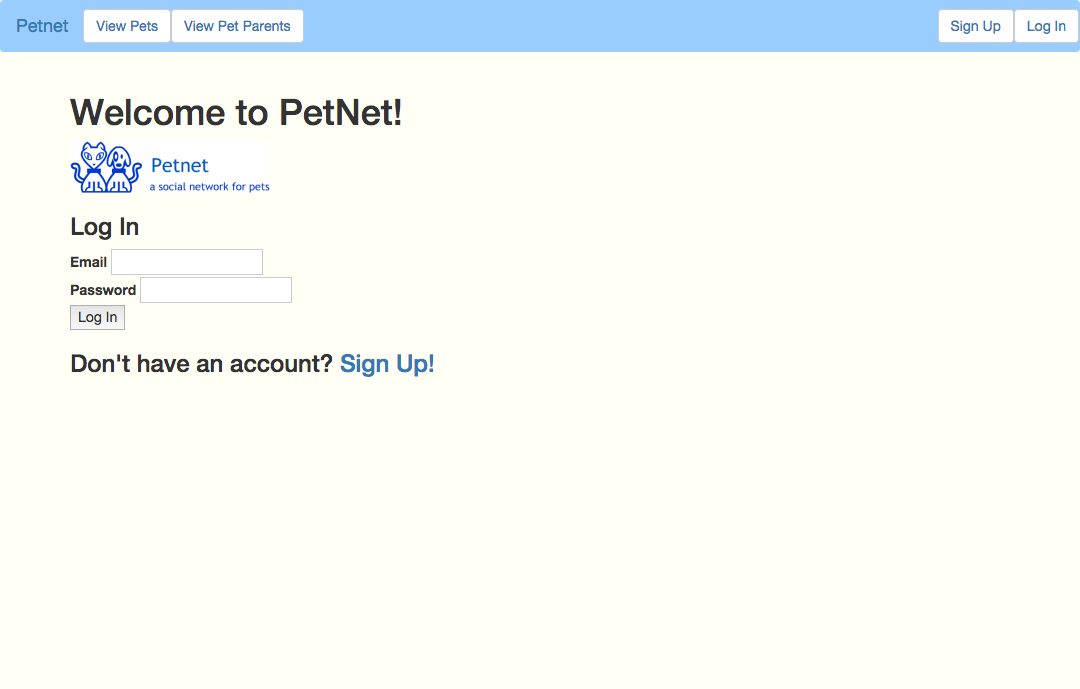 Petnet View Pets View Pet Parents Sign Up Log In
Welcome to PetNet!
Petnet
a social network for pets
Log In
Email
Password
Log In
Don't have an account? Sign Up!